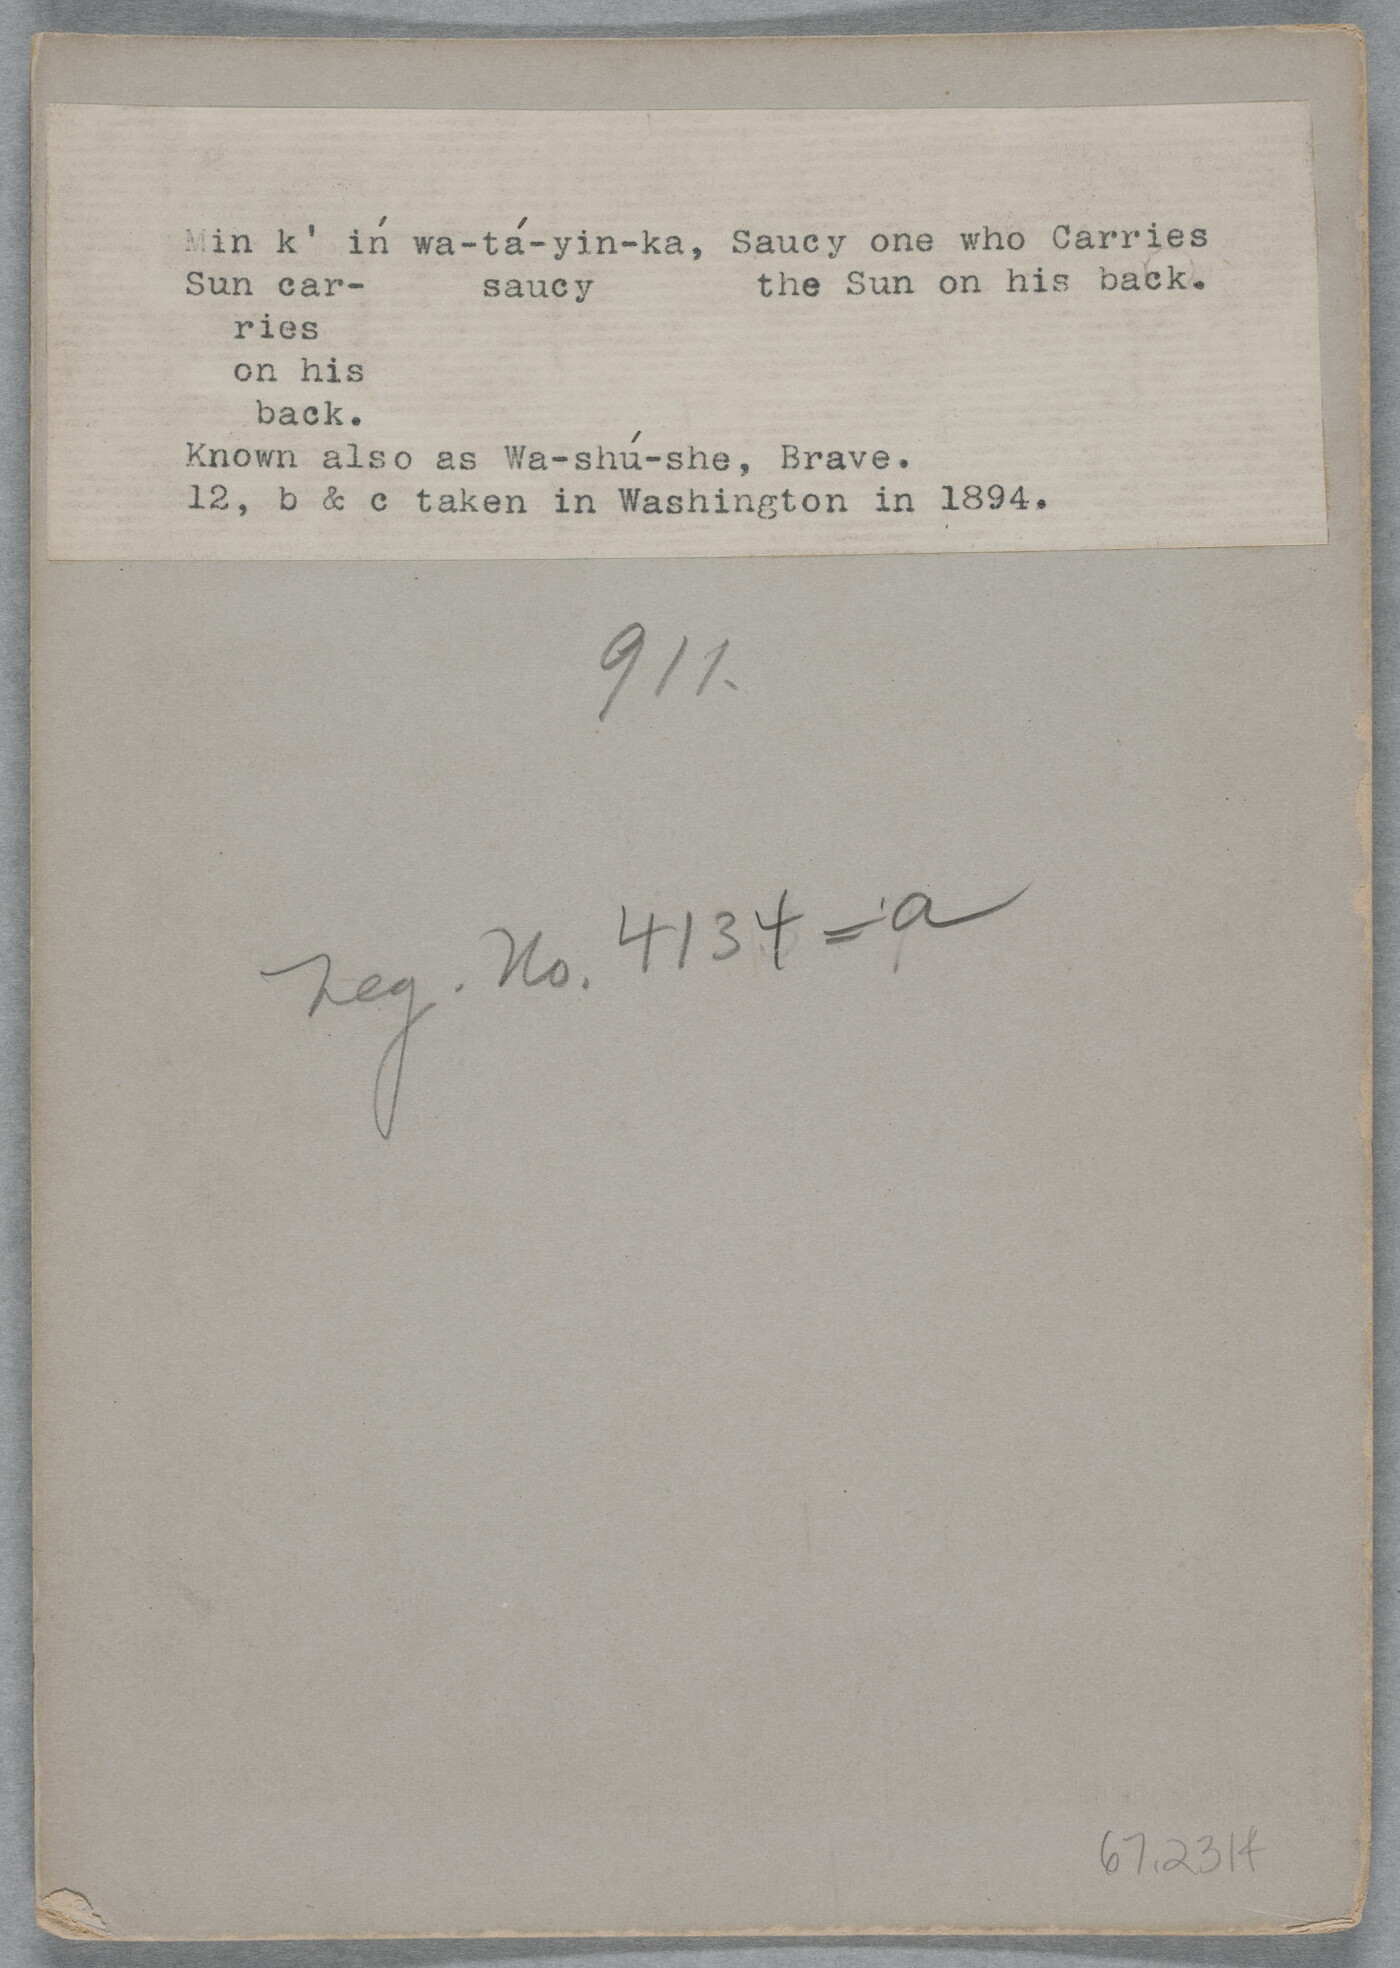 Min k' iń wa-tá-yin-ka, Saucy one who Carries
Sun car-          saucy          the Sun on his back.
ries
on his
back.
Known also as Wa-shú-she, Brave.
12, b & c taken in Washington in 1894.
911.
Neg. No. 4134=a
67.2314